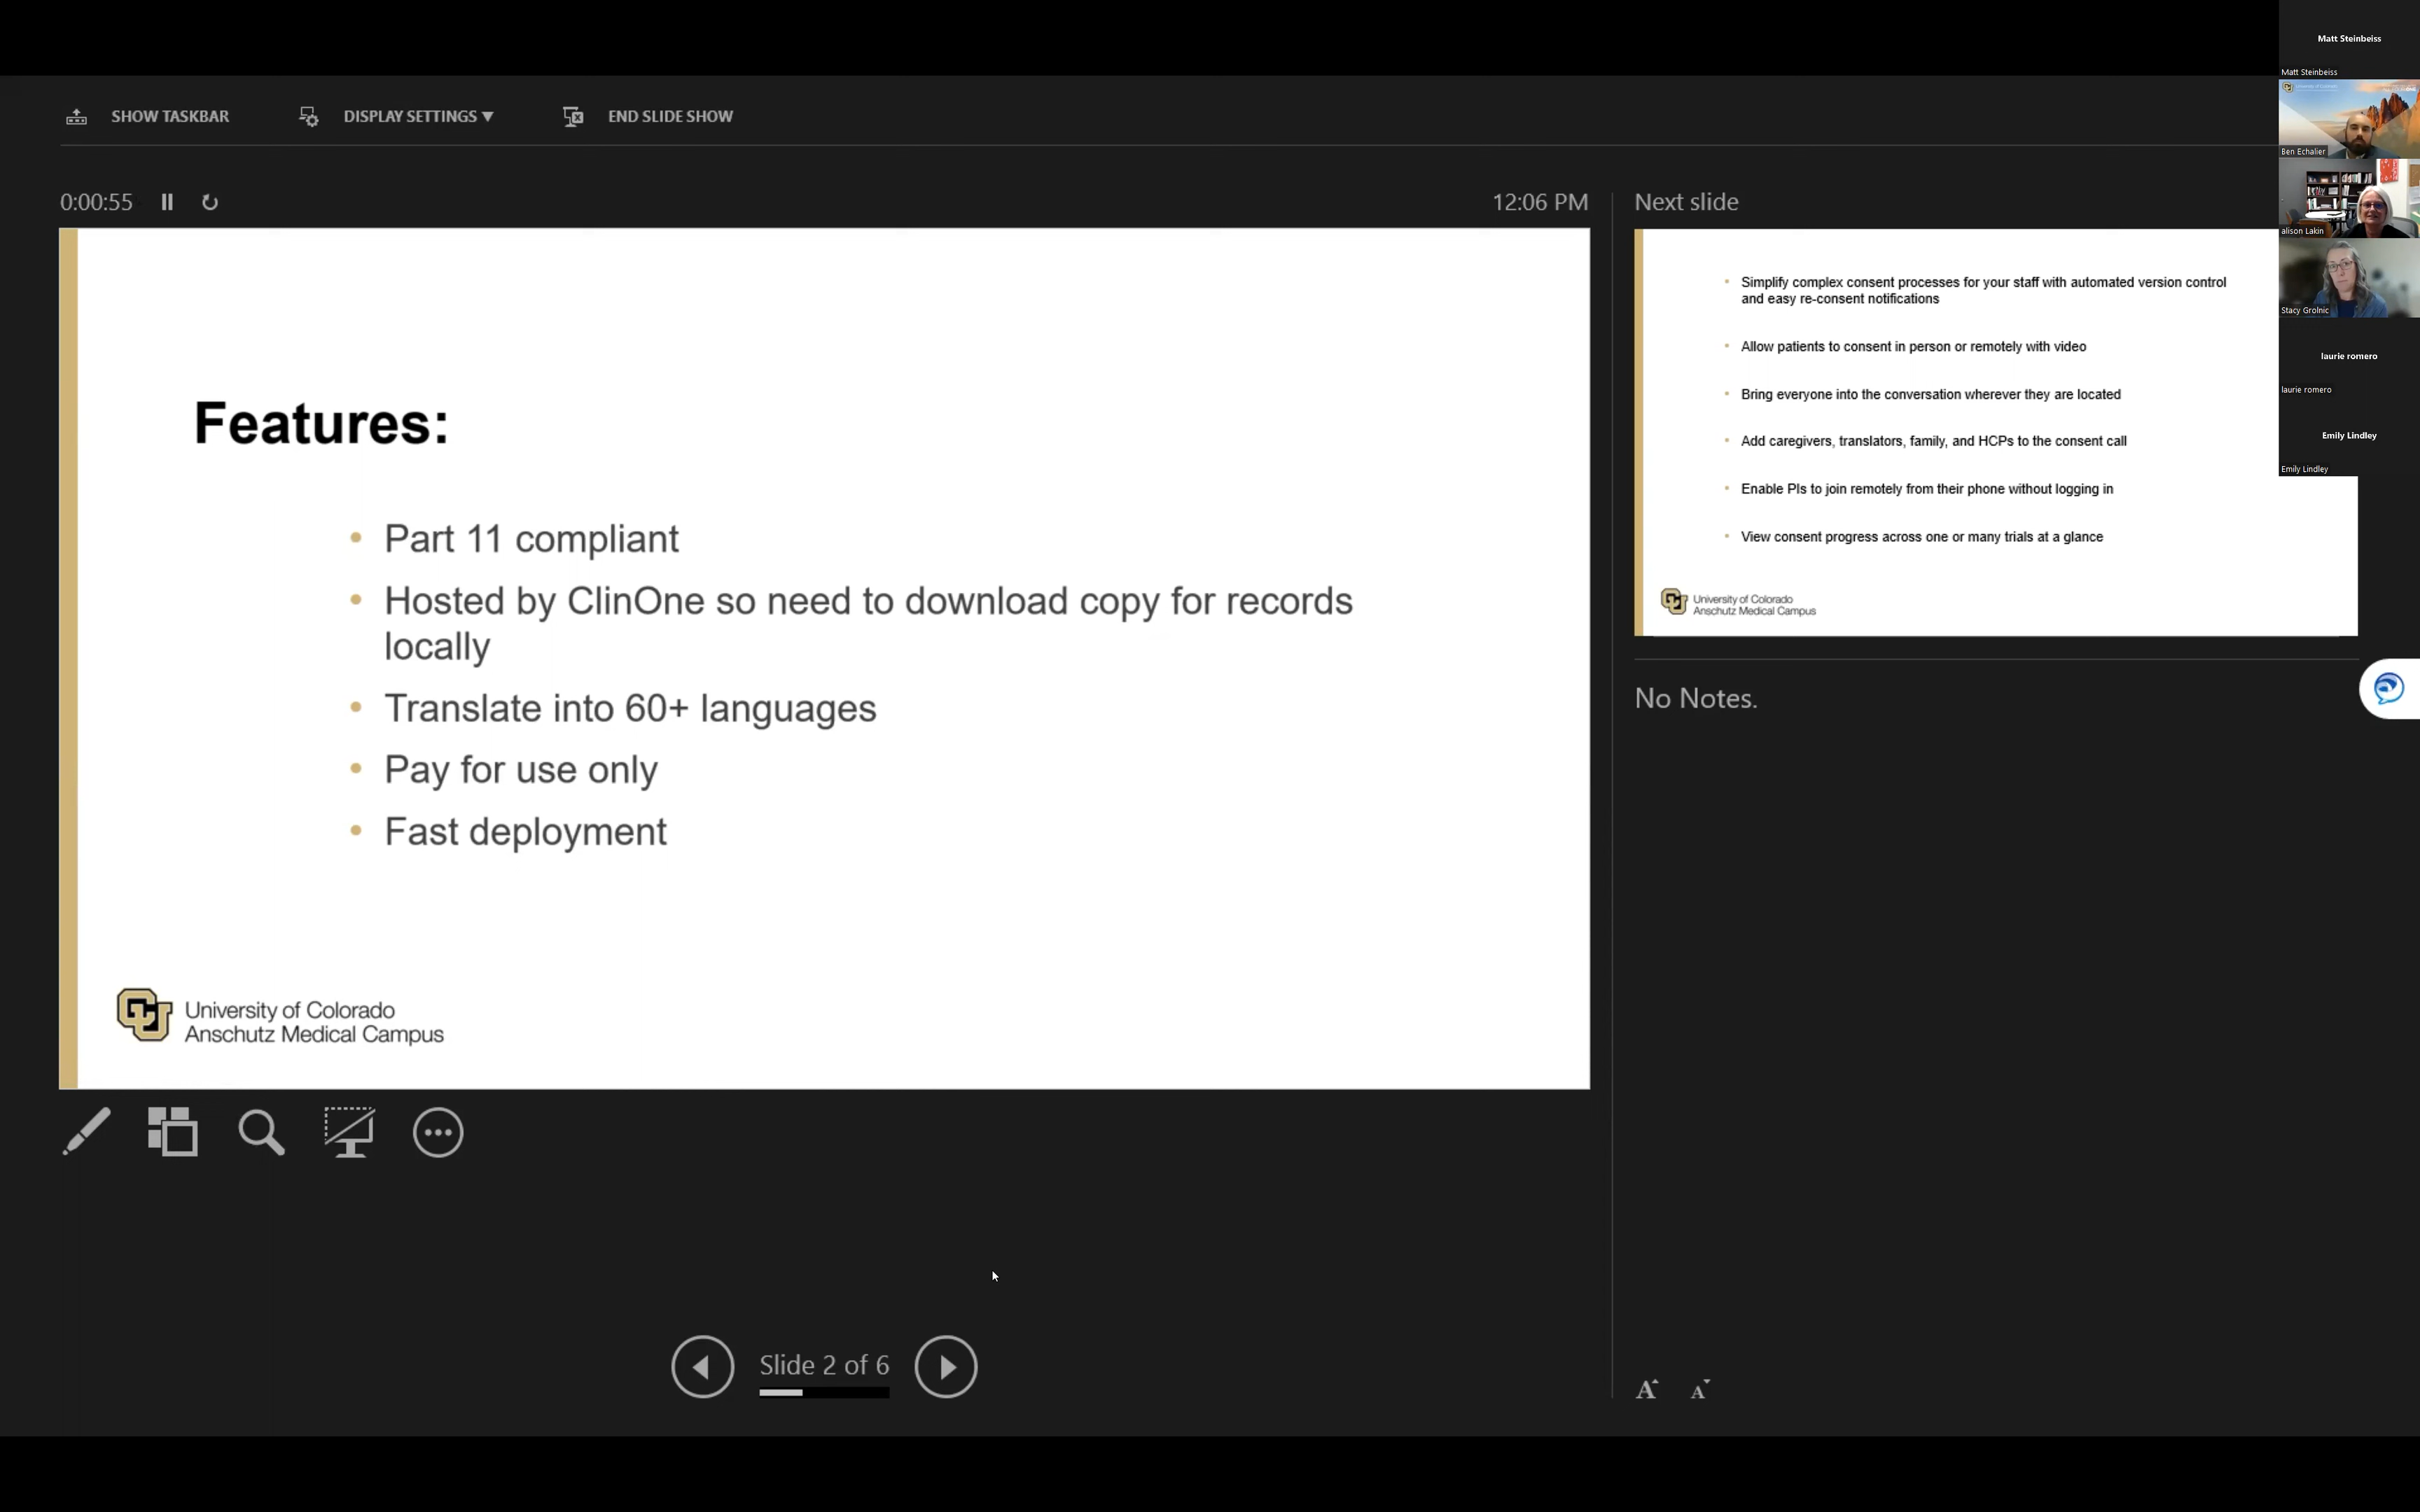 SHOW TASKBAR
DISPLAY SETTINGS ▼
END SLIDE SHOW
0:00:55
12:06 PM
Features:
• Part 11 compliant
• Hosted by ClinOne so need to download copy for records
locally
• Translate into 60+ languages
• Pay for use only
• Fast deployment
University of Colorado
Anschutz Medical Campus
Slide 2 of 6
Next slide
• Simplify complex consent processes for your staff with automated version control
and easy re-consent notifications
• Allow patients to consent in person or remotely with video
• Bring everyone into the conversation wherever they are located
• Add caregivers, translators, family, and HCPs to the consent call
• Enable PIs to join remotely from their phone without logging in
• View consent progress across one or many trials at a glance
University of Colorado
Anschutz Medical Campus
No Notes.
A A
Matt Steinbeiss
Matt Steinbeiss
Ben Echalier
alison Lakin
Stacy Grolnic
laurie romero
laurie romero
Emily Lindley
Emily Lindley